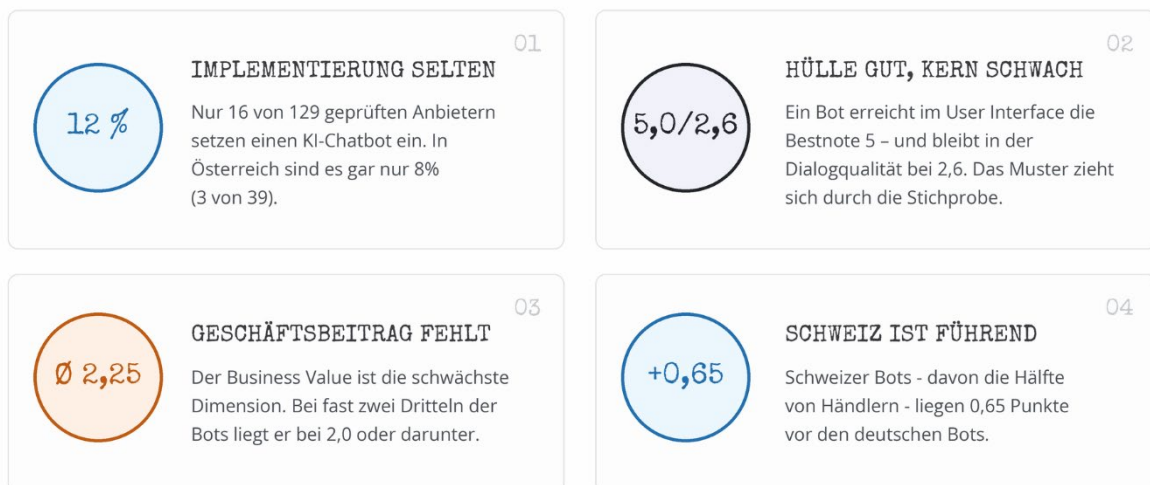 01
12 %
IMPLEMENTIERUNG SELTEN
Nur 16 von 129 geprüften Anbietern
setzen einen KI-Chatbot ein. In
Österreich sind es gar nur 8%
(3 von 39).
02
5,0/2,6
HÜLLE GUT, KERN SCHWACH
Ein Bot erreicht im User Interface die
Bestnote 5 – und bleibt in der
Dialogqualität bei 2,6. Das Muster zieht
sich durch die Stichprobe.
03
Ø 2,25
GESCHÄFTSBEITRAG FEHLT
Der Business Value ist die schwächste
Dimension. Bei fast zwei Dritteln der
Bots liegt er bei 2,0 oder darunter.
04
+0,65
SCHWEIZ IST FÜHREND
Schweizer Bots - davon die Hälfte
von Händlern - liegen 0,65 Punkte
vor den deutschen Bots.